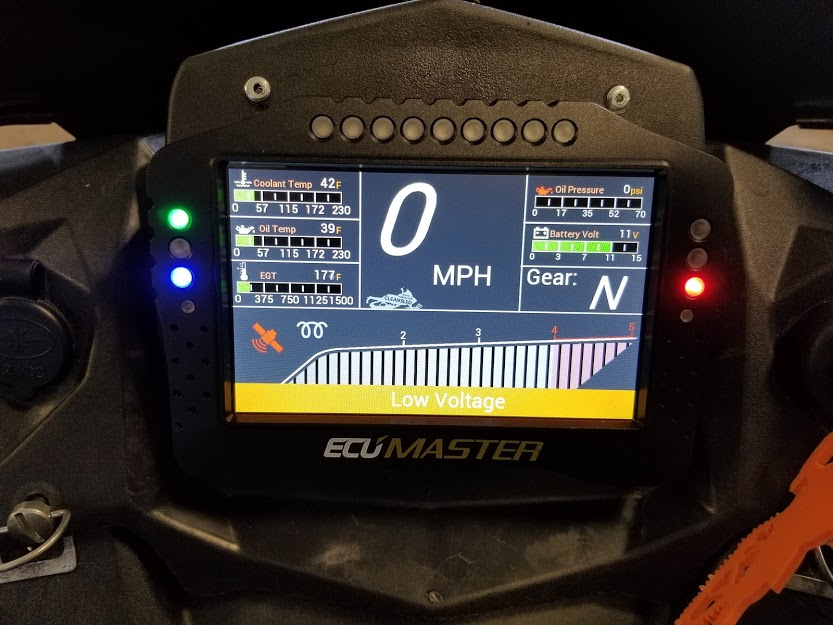 Coolant Temp 42F
0 57 115 172 230
Oil Temp 39F
0 57 115 172 230
EGT 177F
0 375 750 1125 1500
0
MPH
CLEANSLED
Oil Pressure 0psi
0 17 35 52 70
Battery Volt 11V
0 3 7 11 15
Gear: N
2 3 4 5
Low Voltage
ECUMASTER